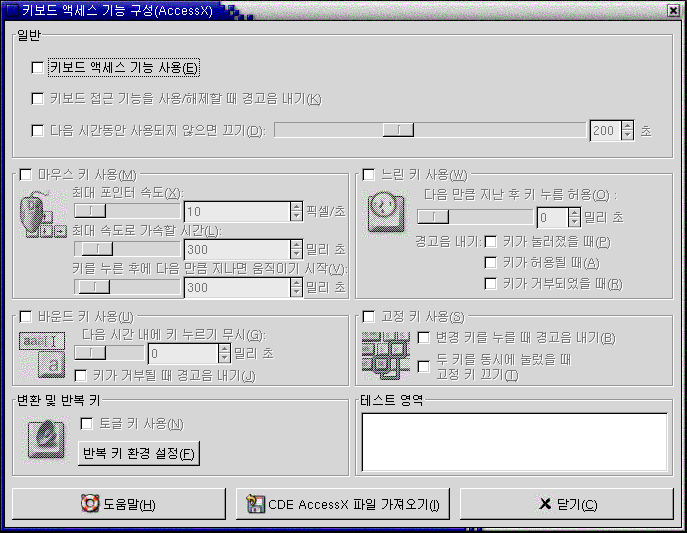 키보드 액세스 기능 구성(AccessX)
일반
키보드 액세스 기능 사용(E)
키보드 접근 기능을 사용/해제할 때 경고음 내기(K)
다음 시간동안 사용되지 않으면 끄기(D): 200 초
마우스 키 사용(M)
최대 포인터 속도(X):
10 픽셀/초
최대 속도로 가속할 시간(L):
300 밀리 초
키를 누른 후에 다음 만큼 지나면 움직이기 시작(V):
300 밀리 초
느린 키 사용(W)
다음 만큼 지난 후 키 누름 허용(O) :
0 밀리 초
경고음 내기: 키가 눌러졌을 때(P)
키가 허용될 때(A)
키가 거부되었을 때(R)
바운드 키 사용(U)
다음 시간 내에 키 누르기 무시(G):
0 밀리 초
키가 거부될 때 경고음 내기(J)
고정 키 사용(S)
변경 키를 누를 때 경고음 내기(B)
두 키를 동시에 눌렀을 때
고정 키 끄기(T)
변환 및 반복 키
토글 키 사용(N)
반복 키 환경 설정(F)
테스트 영역
도움말(H)
CDE AccessX 파일 가져오기(I)
닫기(C)